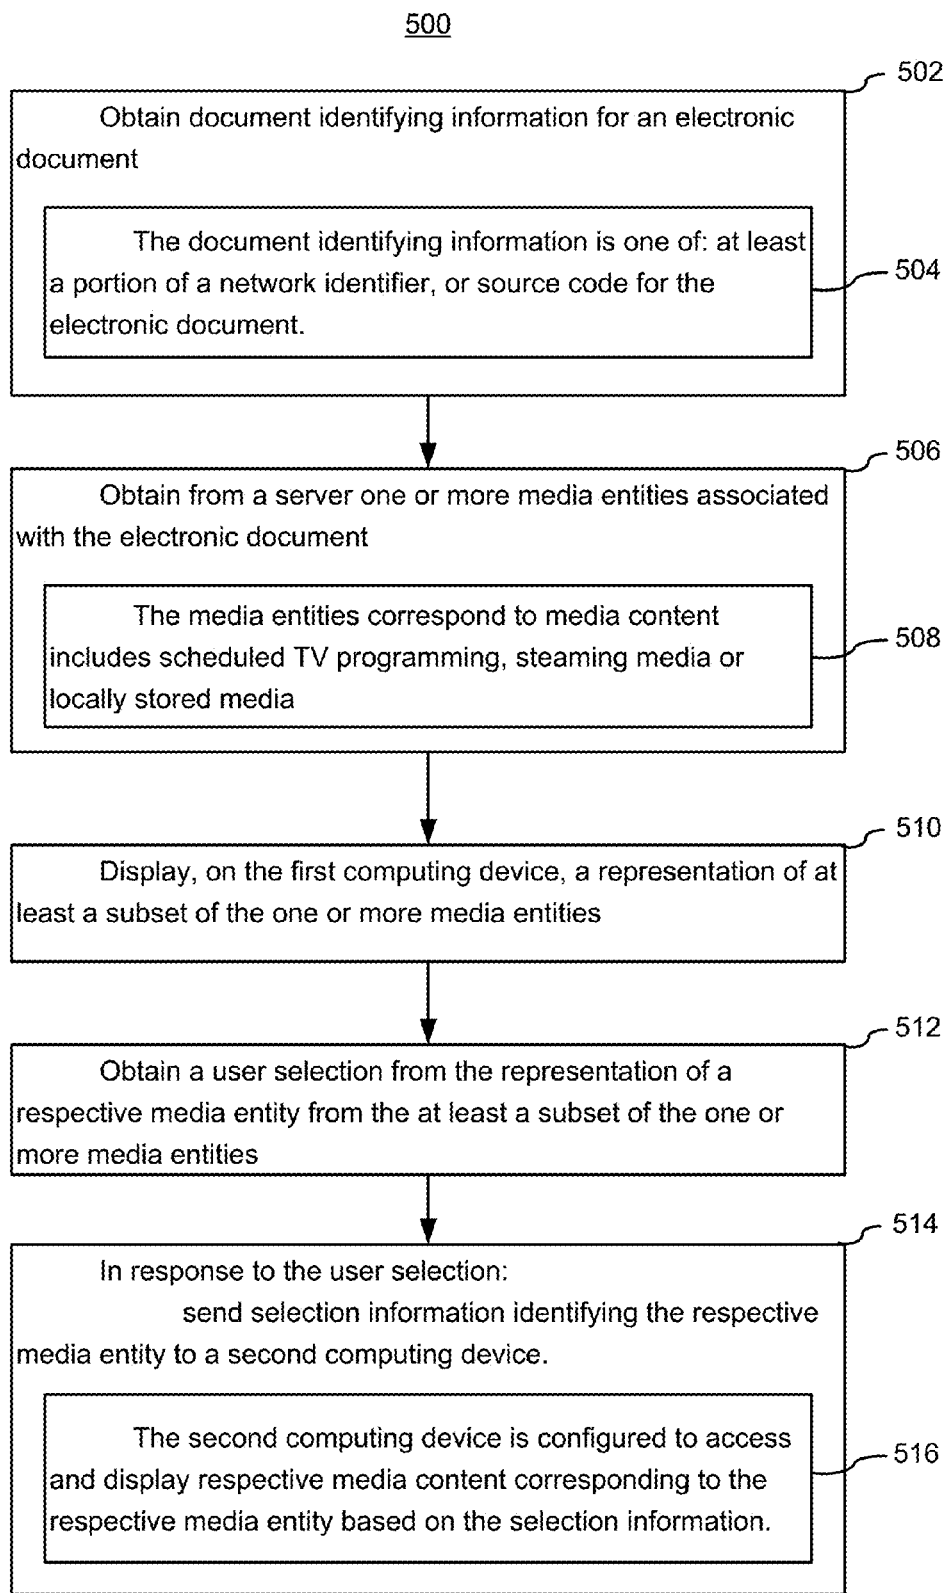 500
502
Obtain document identifying information for an electronic
document
The document identifying information is one of: at least
a portion of a network identifier, or source code for the
electronic document.
504
506
Obtain from a server one or more media entities associated
with the electronic document
The media entities correspond to media content
includes scheduled TV programming, steaming media or
locally stored media
508
510
Display, on the first computing device, a representation of at
least a subset of the one or more media entities
512
Obtain a user selection from the representation of a
respective media entity from the at least a subset of the one or
more media entities
514
In response to the user selection:
send selection information identifying the respective
media entity to a second computing device.
The second computing device is configured to access
and display respective media content corresponding to the
respective media entity based on the selection information.
516